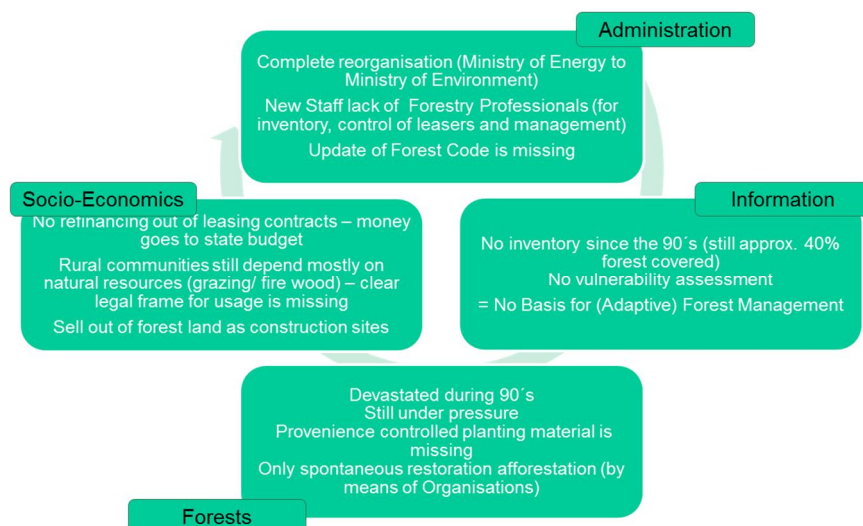 Administration
Complete reorganisation (Ministry of Energy to
Ministry of Environment)
New Staff lack of Forestry Professionals (for
inventory, control of leasers and management)
Update of Forest Code is missing
Socio-Economics
No refinancing out of leasing contracts – money
goes to state budget
Rural communities still depend mostly on
natural resources (grazing/ fire wood) – clear
legal frame for usage is missing
Sell out of forest land as construction sites
Information
No inventory since the 90´s (still approx. 40%
forest covered)
No vulnerability assessment
= No Basis for (Adaptive) Forest Management
Devastated during 90´s
Still under pressure
Provenience controlled planting material is
missing
Only spontaneous restoration afforestation (by
means of Organisations)
Forests